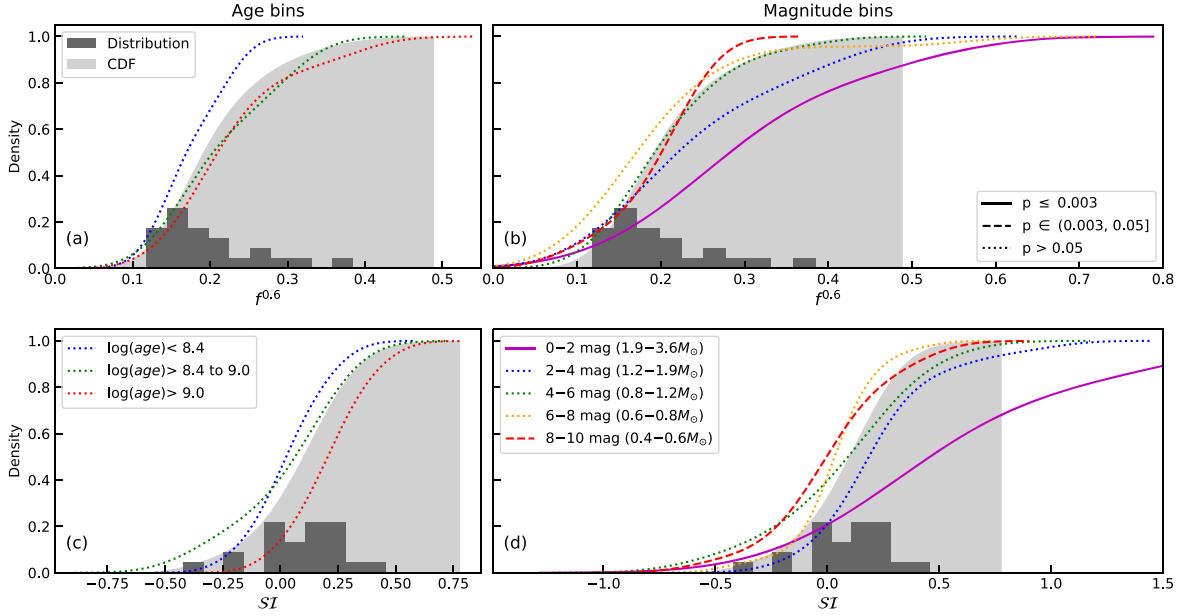 Age bins
Magnitude bins
Density
1.0
0.8
0.6
0.4
0.2
0.0
Distribution
CDF
(a)
0.0 0.1 0.2 0.3 0.4 0.5
f^0.6
(b)
p ≤ 0.003
p ∈ (0.003, 0.05]
p > 0.05
0.0 0.1 0.2 0.3 0.4 0.5 0.6 0.7 0.8
f^0.6
Density
1.0
0.8
0.6
0.4
0.2
0.0
log(age) < 8.4
log(age) > 8.4 to 9.0
log(age) > 9.0
(c)
−0.75 −0.50 −0.25 0.00 0.25 0.50 0.75
SI
0−2 mag (1.9−3.6M⊙)
2−4 mag (1.2−1.9M⊙)
4−6 mag (0.8−1.2M⊙)
6−8 mag (0.6−0.8M⊙)
8−10 mag (0.4−0.6M⊙)
(d)
−1.0 −0.5 0.0 0.5 1.0 1.5
SI